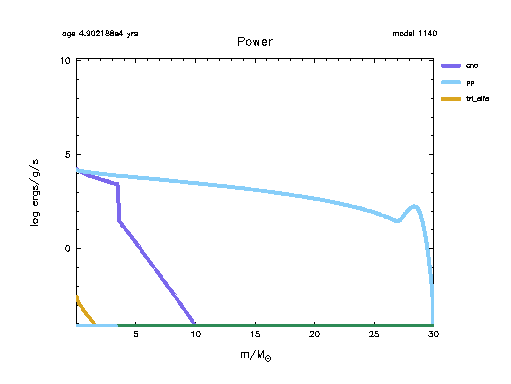 age 4.902188e4 yrs
model 1140
Power
cno
pp
tri_alfa
log ergs/g/s
10
5
0
5
10
15
20
25
30
m/M☉